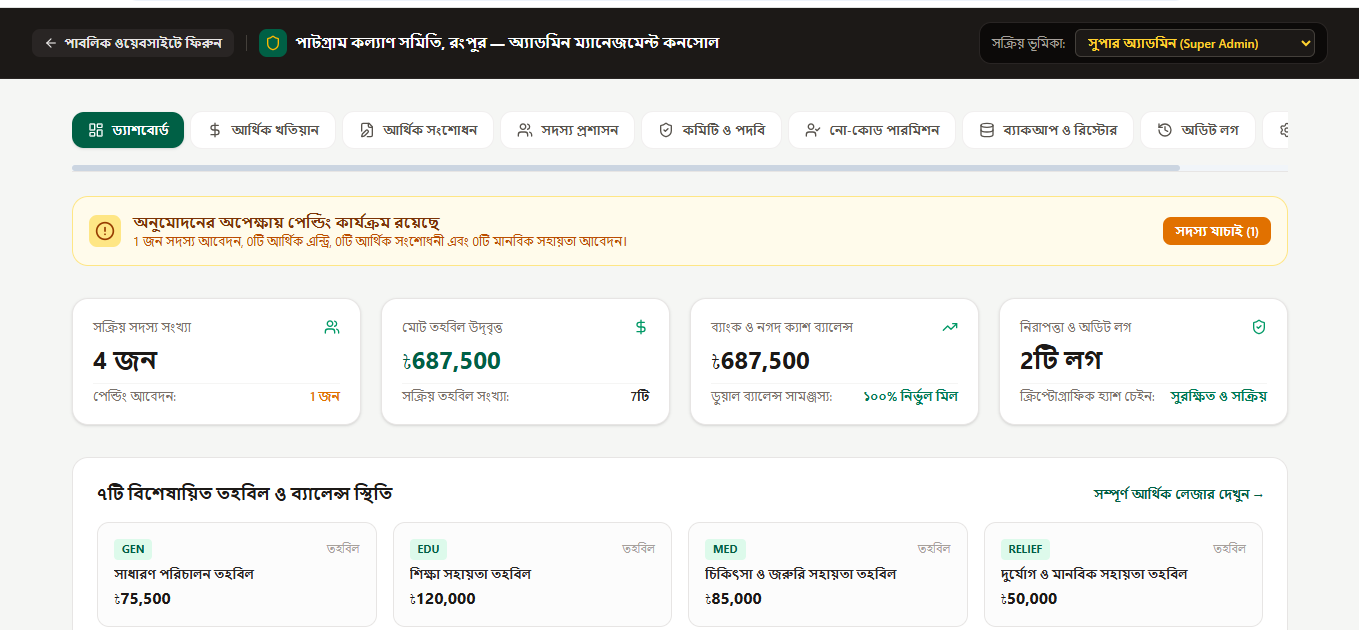 ← পাবলিক ওয়েবসাইটে ফিরুন
পাটগ্রাম কল্যাণ সমিতি, রংপুর — অ্যাডমিন ম্যানেজমেন্ট কনসোল
সক্রিয় ভূমিকা:
সুপার অ্যাডমিন (Super Admin)
ড্যাশবোর্ড
আর্থিক খতিয়ান
আর্থিক সংশোধন
সদস্য প্রশাসন
কমিটি ও পদবি
নো-কোড পারমিশন
ব্যাকআপ ও রিস্টোর
অডিট লগ
অনুমোদনের অপেক্ষায় পেন্ডিং কার্যক্রম রয়েছে
1 জন সদস্য আবেদন, 0টি আর্থিক এন্ট্রি, 0টি আর্থিক সংশোধনী এবং 0টি মানবিক সহায়তা আবেদন।
সদস্য যাচাই (1)
সক্রিয় সদস্য সংখ্যা
4 জন
পেন্ডিং আবেদন:
1 জন
মোট তহবিল উদ্বৃত্ত
৳687,500
সক্রিয় তহবিল সংখ্যা:
7টি
ব্যাংক ও নগদ ক্যাশ ব্যালেন্স
৳687,500
ডুয়াল ব্যালেন্স সামঞ্জস্য:
১০০% নির্ভুল মিল
নিরাপত্তা ও অডিট লগ
2টি লগ
ক্রিপ্টোগ্রাফিক হ্যাশ চেইন:
সুরক্ষিত ও সক্রিয়
৭টি বিশেষায়িত তহবিল ও ব্যালেন্স স্থিতি
সম্পূর্ণ আর্থিক লেজার দেখুন →
GEN
তহবিল
সাধারণ পরিচালন তহবিল
৳75,500
EDU
তহবিল
শিক্ষা সহায়তা তহবিল
৳120,000
MED
তহবিল
চিকিৎসা ও জরুরি সহায়তা তহবিল
৳85,000
RELIEF
তহবিল
দুর্যোগ ও মানবিক সহায়তা তহবিল
৳50,000